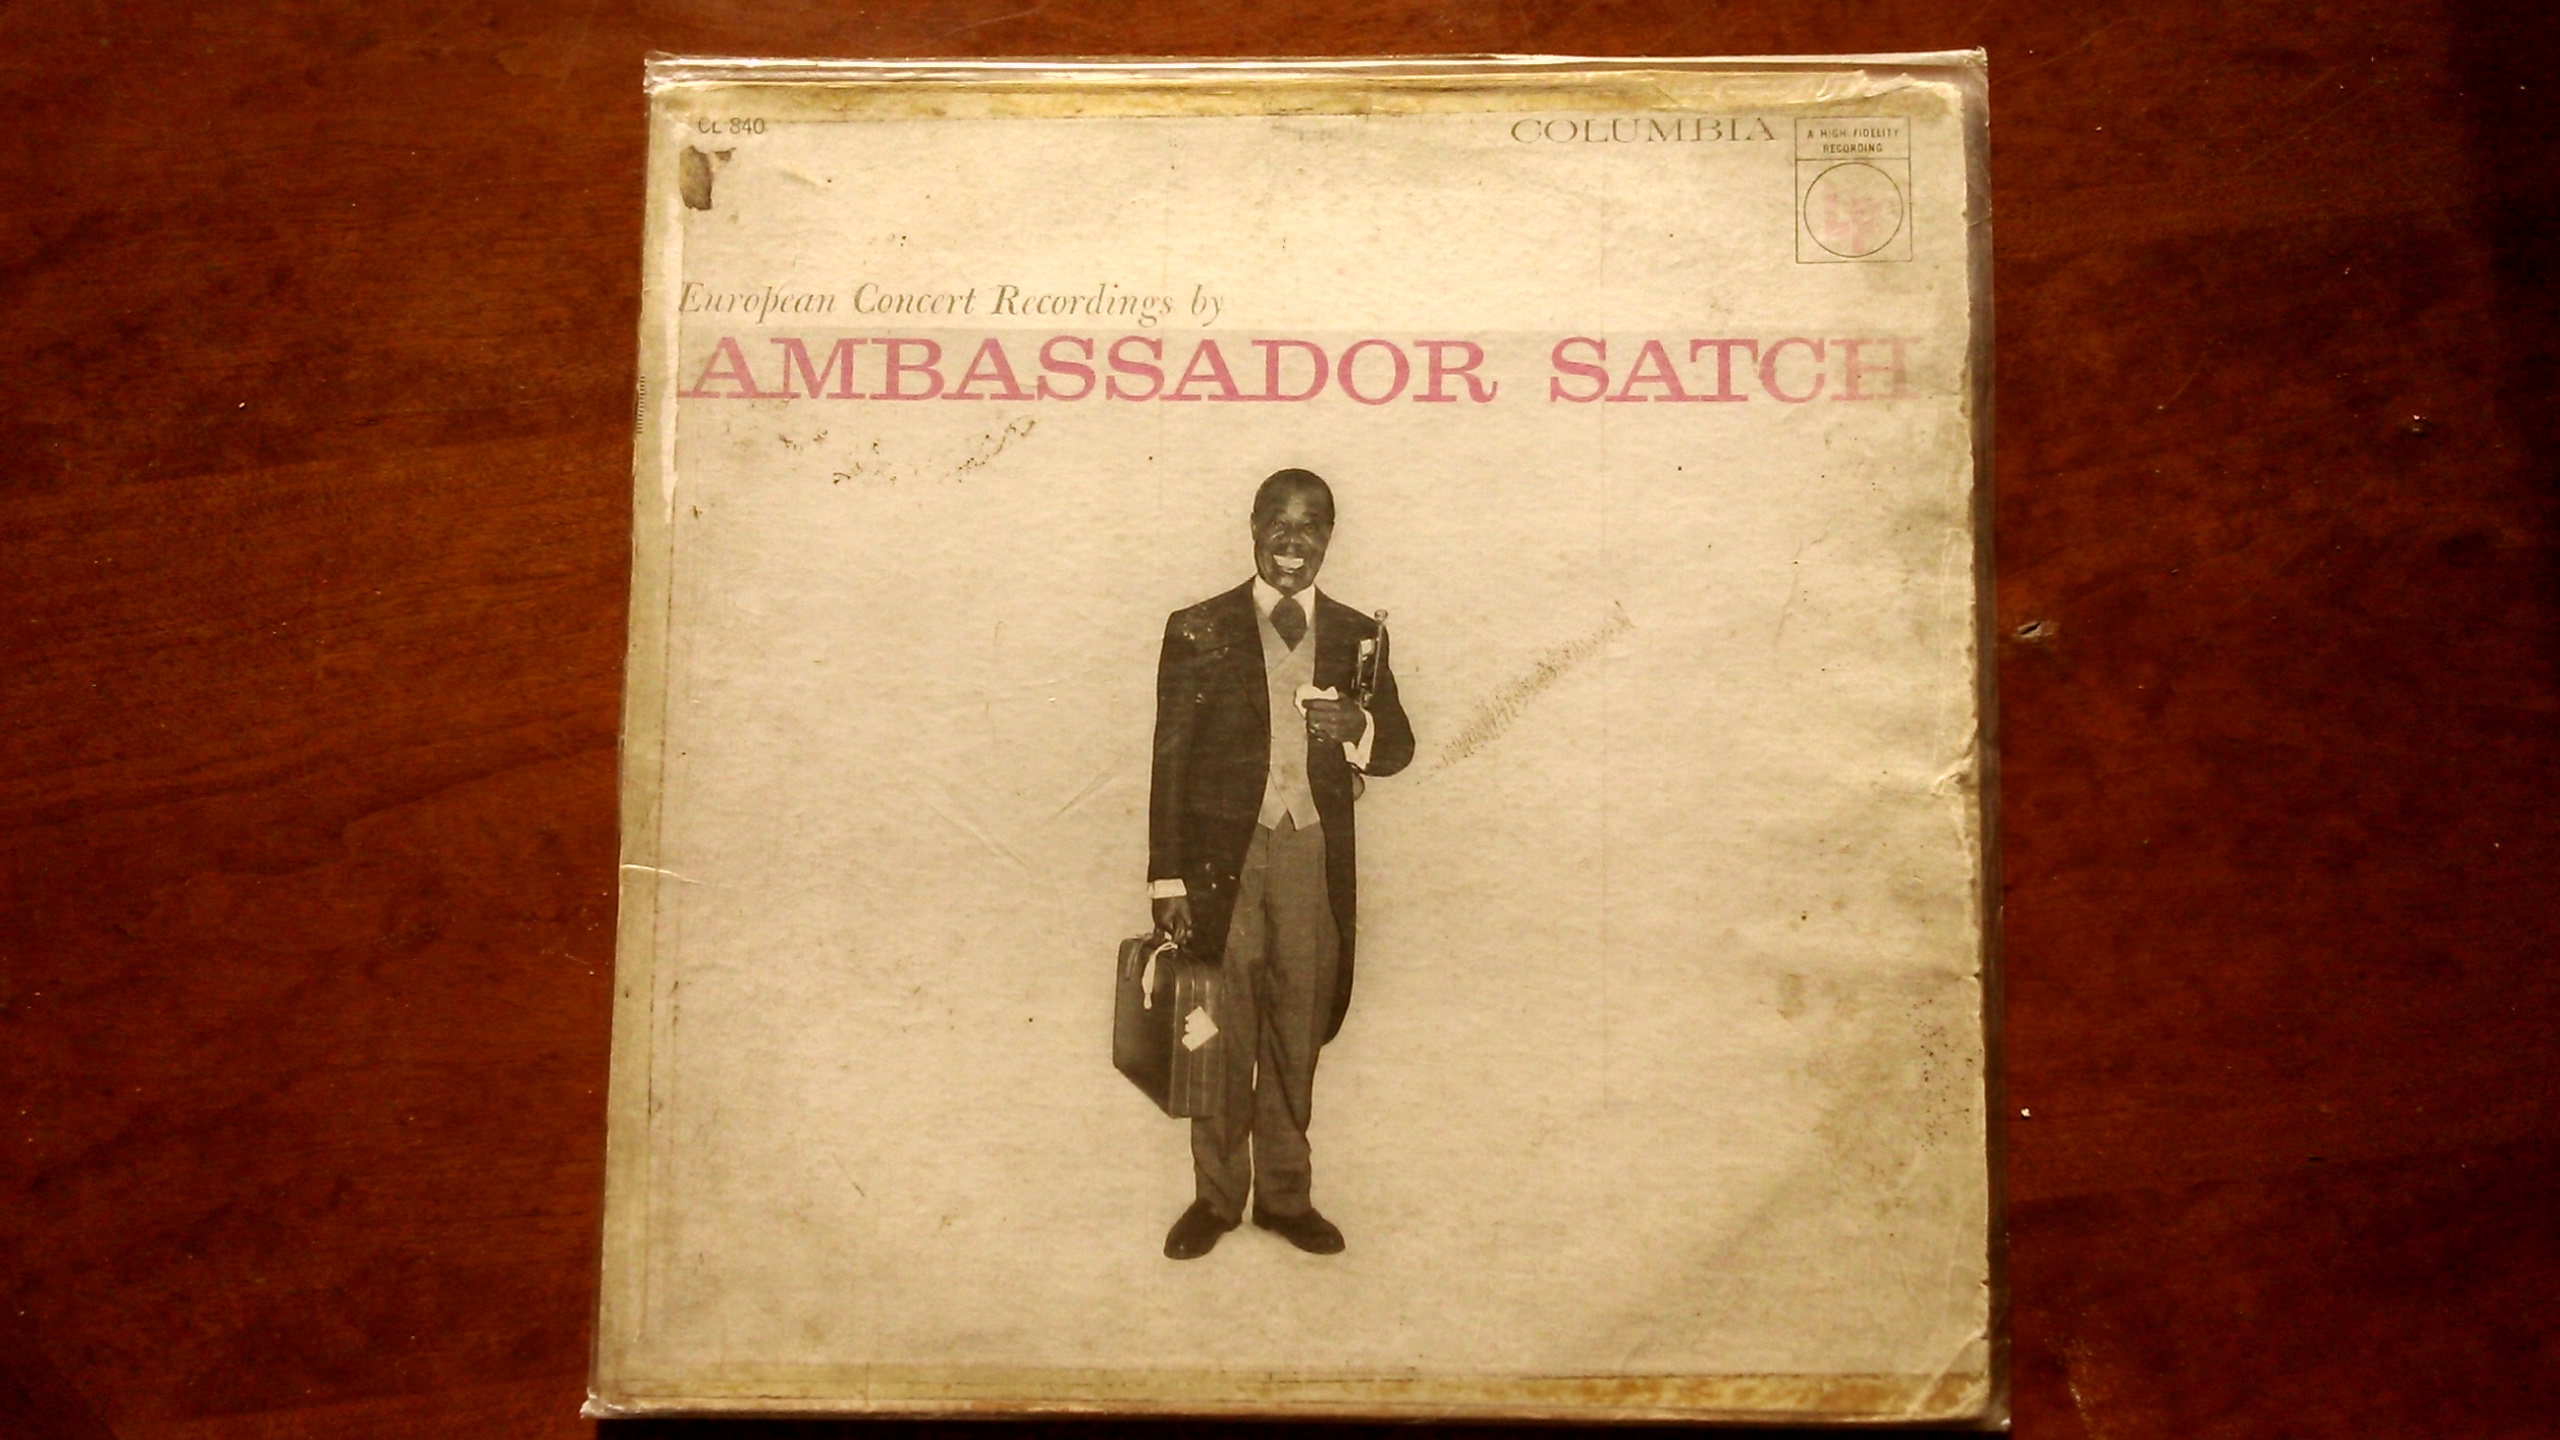 CL 840
COLUMBIA
A HIGH FIDELITY
RECORDING
LP
European Concert Recordings by
AMBASSADOR SATCH